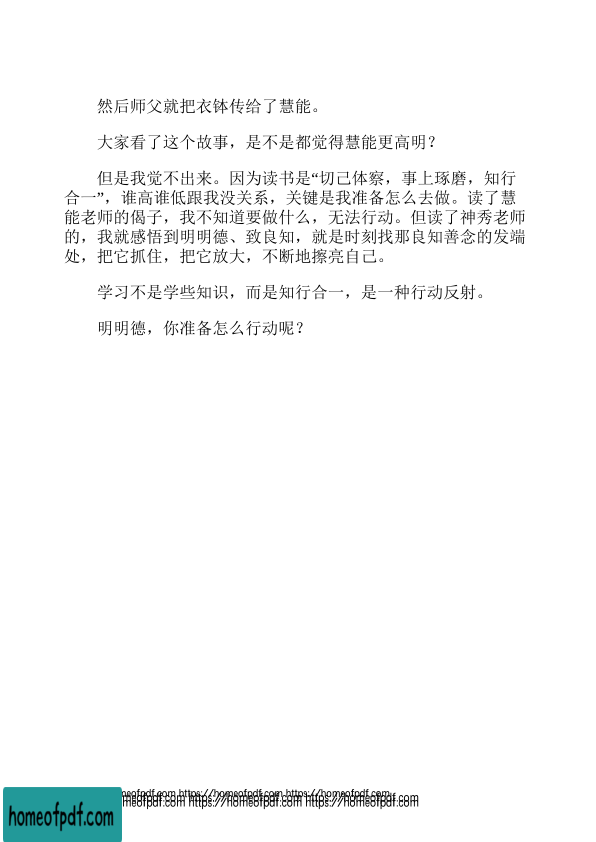 然后师父就把衣钵传给了慧能。
大家看了这个故事，是不是都觉得慧能更高明？
但是我觉不出来。因为读书是“切己体察，事上琢磨，知行
合一”，谁高谁低跟我没关系，关键是我准备怎么去做。读了慧
能老师的偈子，我不知道要做什么，无法行动。但读了神秀老师
的，我就感悟到明明德、致良知，就是时刻找那良知善念的发端
处，把它抓住，把它放大，不断地擦亮自己。
学习不是学些知识，而是知行合一，是一种行动反射。
明明德，你准备怎么行动呢？
meofpdf.com https://homeofpdf.com https://homeofpdf.com
meofpdf.com https://homeofpdf.com https://homeofpdf.com
homeofpdf.com